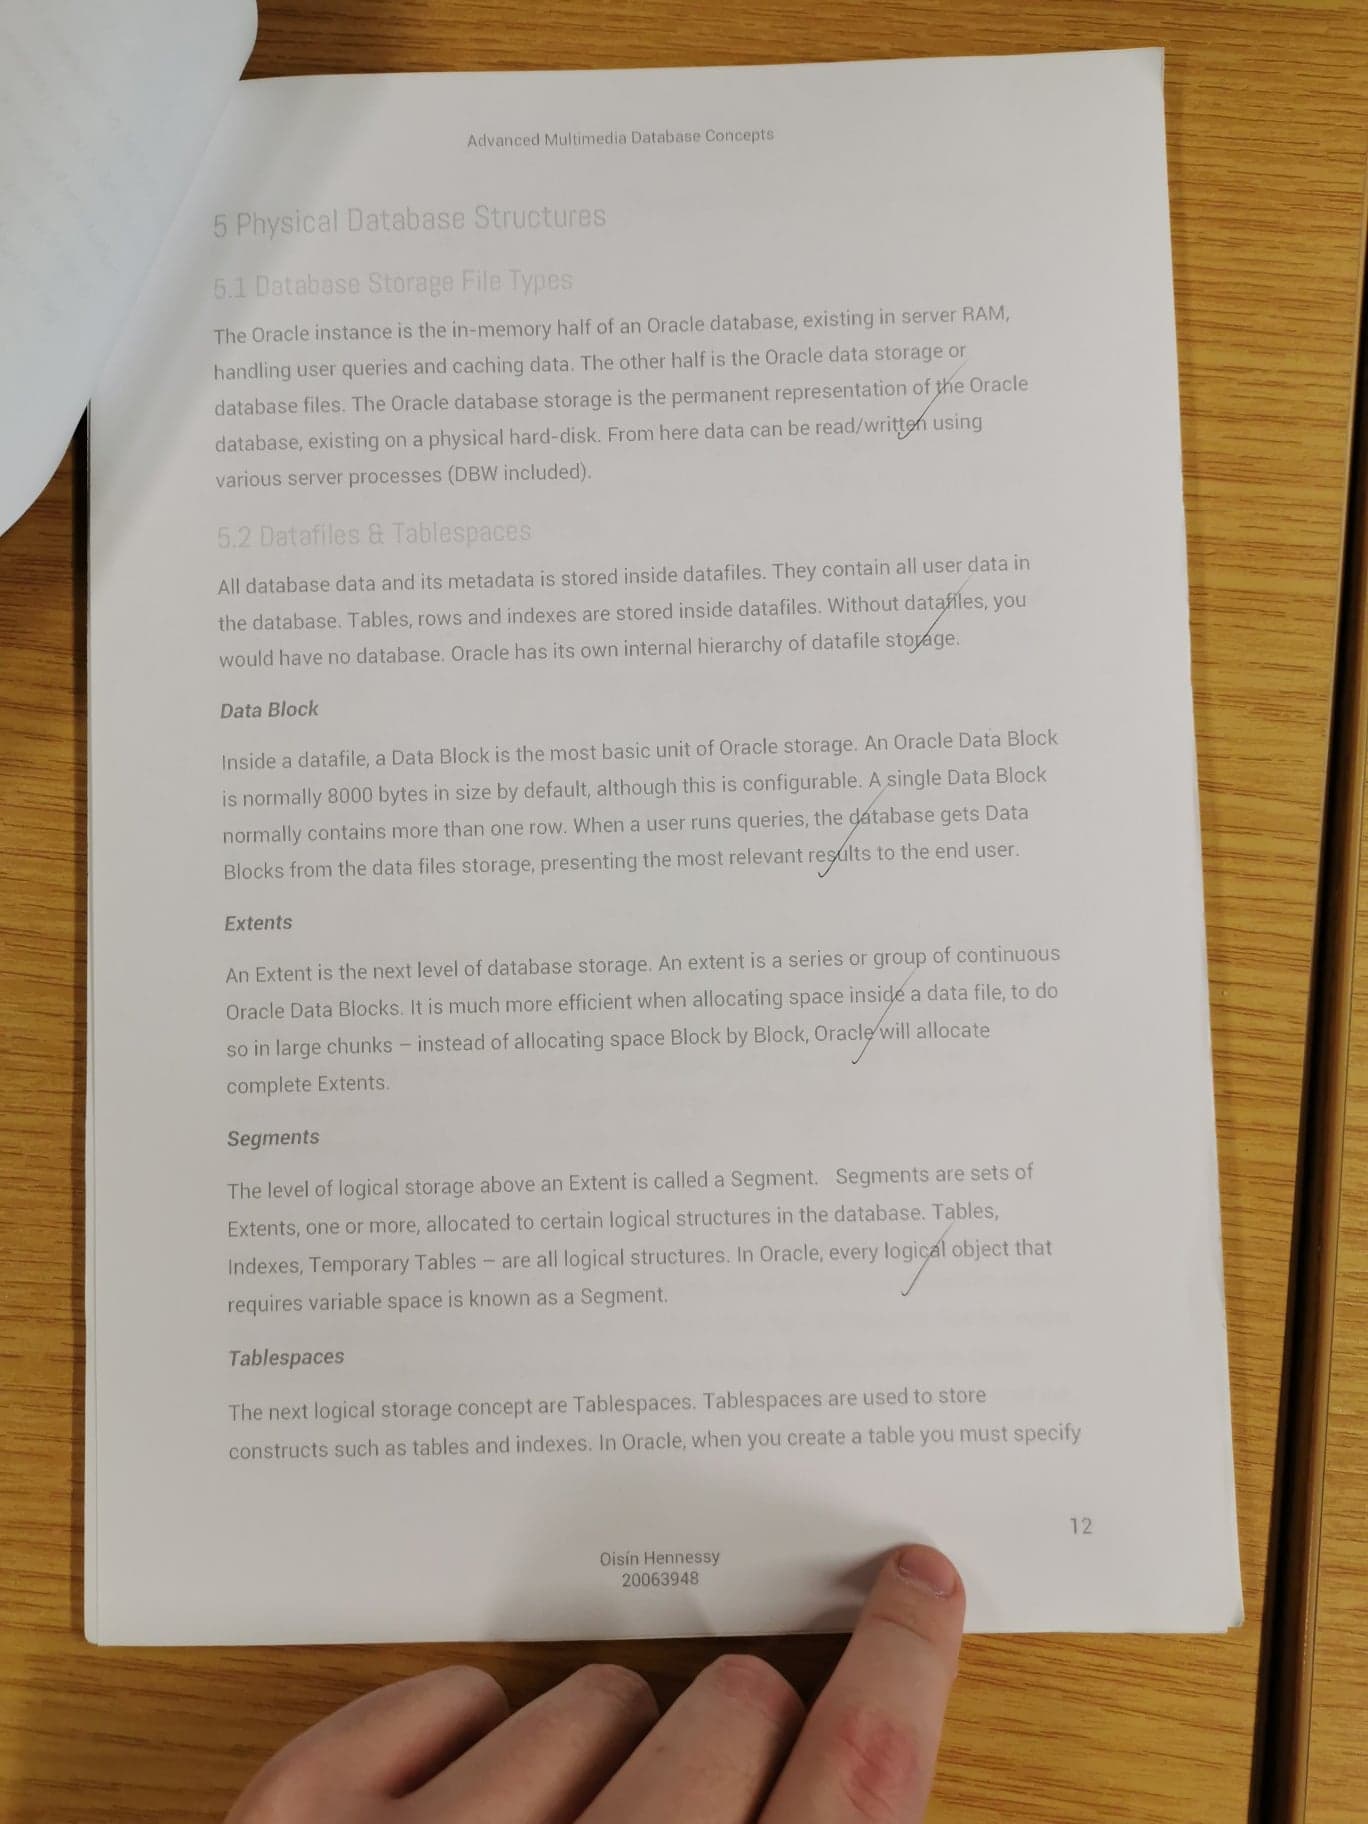 Advanced Multimedia Database Concepts
5 Physical Database Structures
5.1 Database Storage File Types
The Oracle instance is the in-memory half of an Oracle database, existing in server RAM,
handling user queries and caching data. The other half is the Oracle data storage or
database files. The Oracle database storage is the permanent representation of the Oracle
database, existing on a physical hard-disk. From here data can be read/written using
various server processes (DBW included).
5.2 Datafiles & Tablespaces
All database data and its metadata is stored inside datafiles. They contain all user data in
the database. Tables, rows and indexes are stored inside datafiles. Without datafiles, you
would have no database. Oracle has its own internal hierarchy of datafile storage.
Data Block
Inside a datafile, a Data Block is the most basic unit of Oracle storage. An Oracle Data Block
is normally 8000 bytes in size by default, although this is configurable. A single Data Block
normally contains more than one row. When a user runs queries, the database gets Data
Blocks from the data files storage, presenting the most relevant results to the end user.
Extents
An Extent is the next level of database storage. An extent is a series or group of continuous
Oracle Data Blocks. It is much more efficient when allocating space inside a data file, to do
so in large chunks – instead of allocating space Block by Block, Oracle will allocate
complete Extents.
Segments
The level of logical storage above an Extent is called a Segment. Segments are sets of
Extents, one or more, allocated to certain logical structures in the database. Tables,
Indexes, Temporary Tables – are all logical structures. In Oracle, every logical object that
requires variable space is known as a Segment.
Tablespaces
The next logical storage concept are Tablespaces. Tablespaces are used to store
constructs such as tables and indexes. In Oracle, when you create a table you must specify
12
Oisín Hennessy
20063948